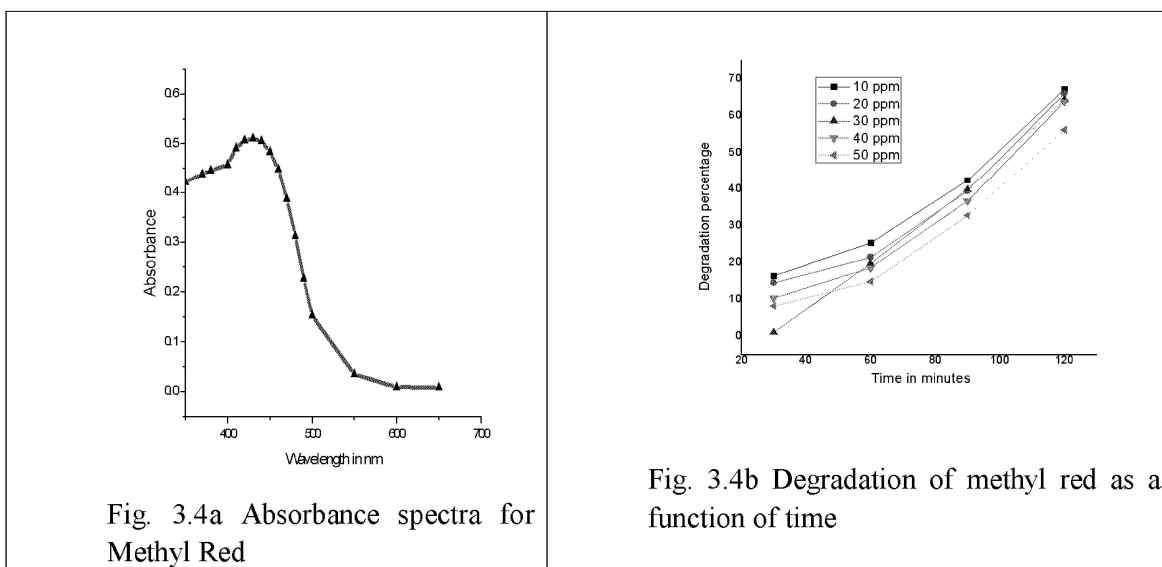 0.6
0.5
0.4
0.3
0.2
0.1
0.0
Absorbance
400
500
600
700
Wavelength in nm
Fig. 3.4a Absorbance spectra for
Methyl Red
70
60
50
40
30
20
10
0
Degradation percentage
10 ppm
20 ppm
30 ppm
40 ppm
50 ppm
20
40
60
80
100
120
Time in minutes
Fig. 3.4b Degradation of methyl red as a
function of time